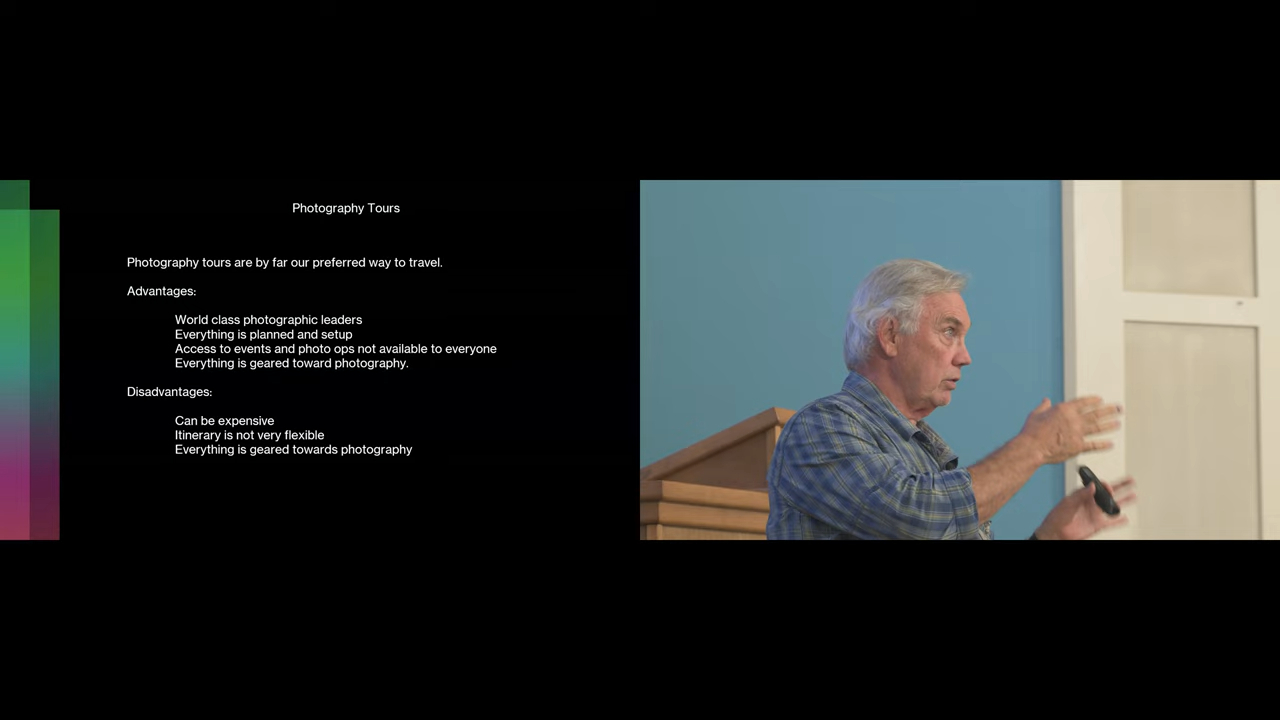 Photography Tours
Photography tours are by far our preferred way to travel.
Advantages:
World class photographic leaders
Everything is planned and setup
Access to events and photo ops not available to everyone
Everything is geared toward photography.
Disadvantages:
Can be expensive
Itinerary is not very flexible
Everything is geared towards photography